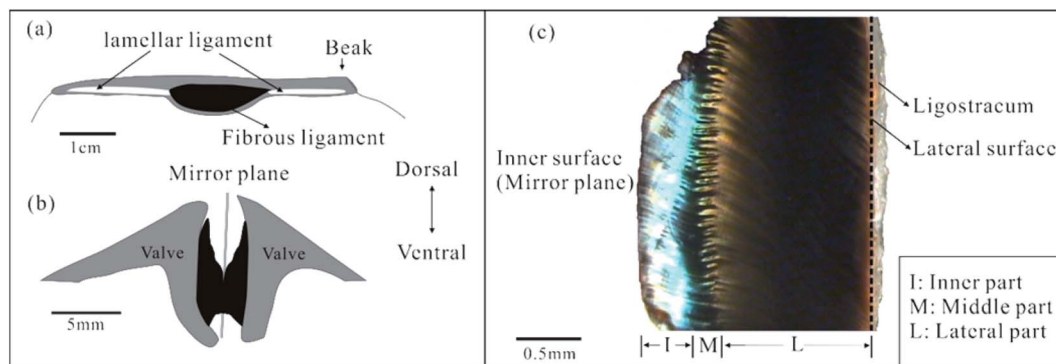 (a)
lamellar ligament
Beak
Fibrous ligament
1cm
Mirror plane
Dorsal
Ventral
(b)
Valve
Valve
5mm
(c)
Ligostracum
Lateral surface
Inner surface
(Mirror plane)
I: Inner part
M: Middle part
L: Lateral part
0.5mm
I
M
L